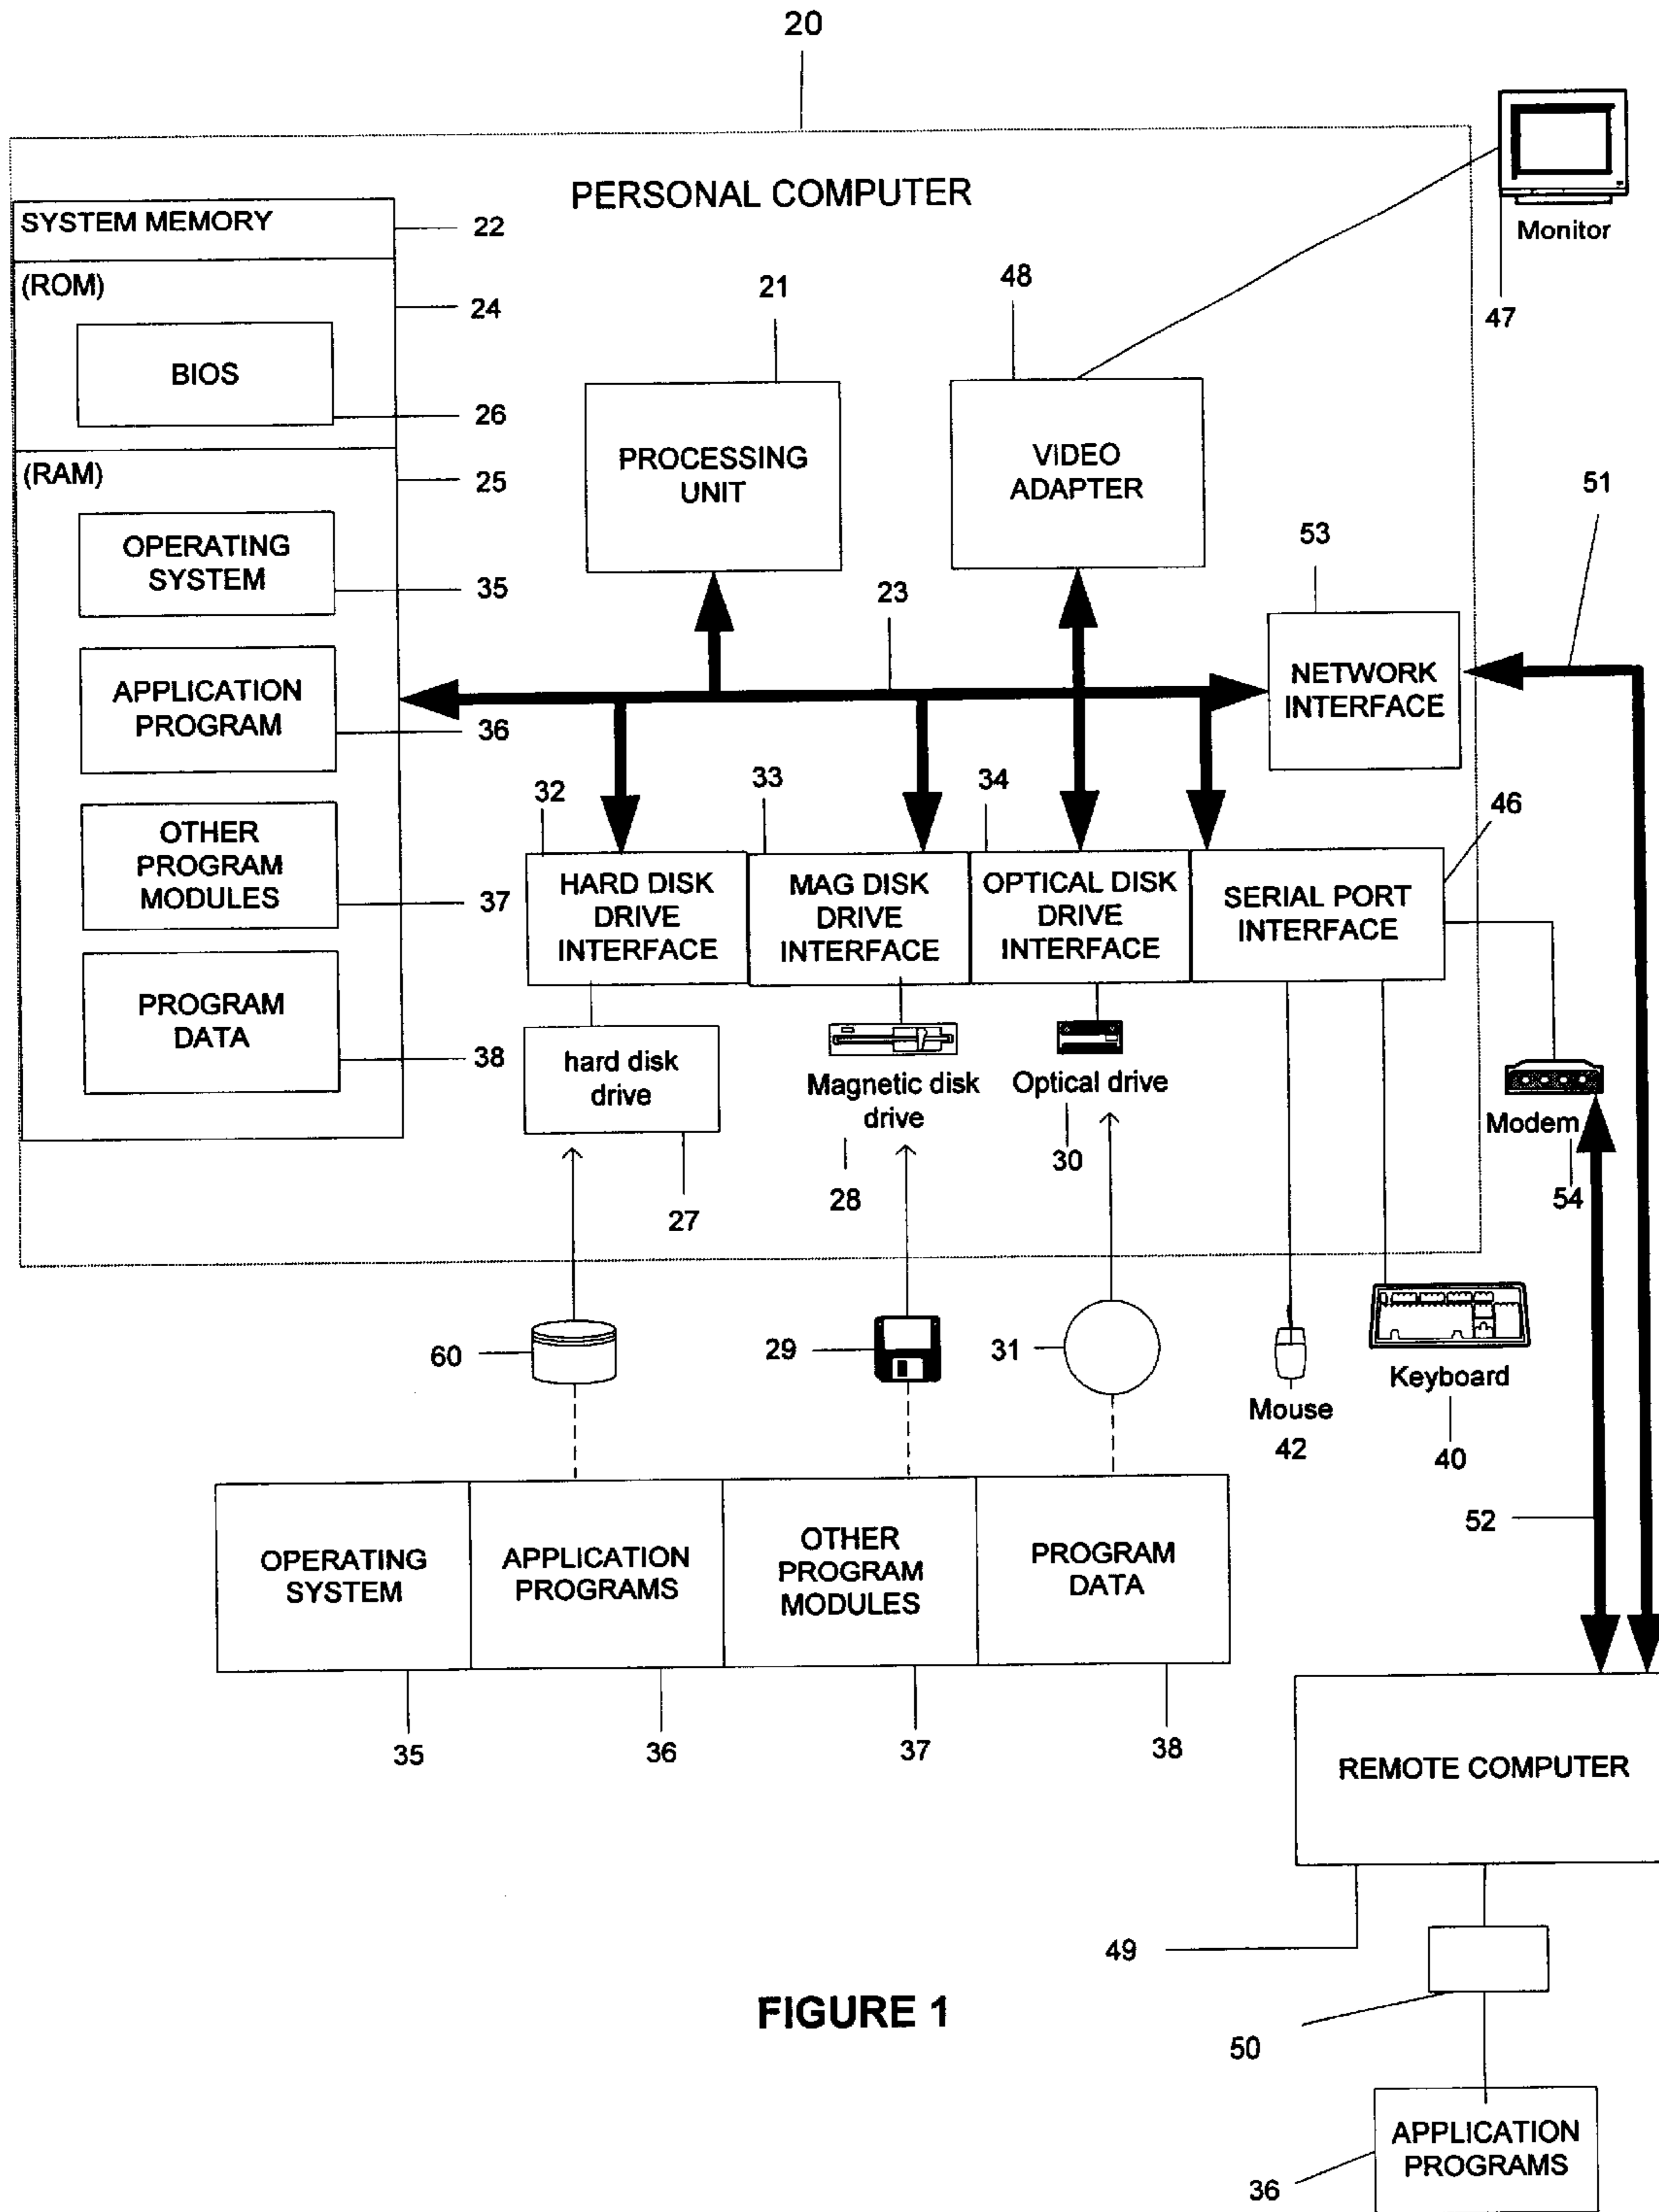 20
PERSONAL COMPUTER
SYSTEM MEMORY
22
(ROM)
24
BIOS
26
(RAM)
25
OPERATING
SYSTEM
35
APPLICATION
PROGRAM
36
OTHER
PROGRAM
MODULES
37
PROGRAM
DATA
38
21
PROCESSING
UNIT
48
VIDEO
ADAPTER
Monitor
47
23
53
NETWORK
INTERFACE
51
32
HARD DISK
DRIVE
INTERFACE
33
MAG DISK
DRIVE
INTERFACE
34
OPTICAL DISK
DRIVE
INTERFACE
46
SERIAL PORT
INTERFACE
hard disk
drive
27
Magnetic disk
drive
28
Optical drive
30
Modem
54
60
29
31
Mouse
42
Keyboard
40
52
OPERATING
SYSTEM
35
APPLICATION
PROGRAMS
36
OTHER
PROGRAM
MODULES
37
PROGRAM
DATA
38
REMOTE COMPUTER
49
50
APPLICATION
PROGRAMS
36
FIGURE 1